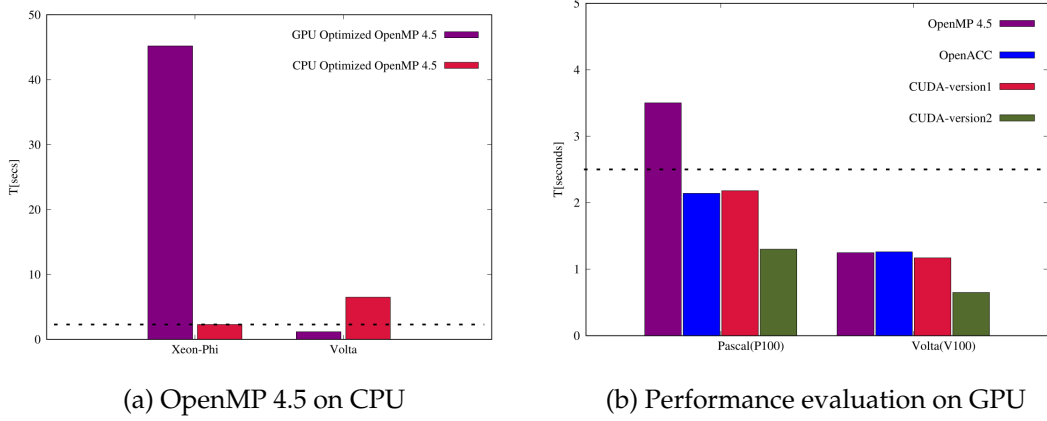 50
40
30
20
10
0
T[secs]
GPU Optimized OpenMP 4.5
CPU Optimized OpenMP 4.5
Xeon-Phi
Volta
(a) OpenMP 4.5 on CPU
5
4
3
2
1
0
T[seconds]
OpenMP 4.5
OpenACC
CUDA-version1
CUDA-version2
Pascal(P100)
Volta(V100)
(b) Performance evaluation on GPU